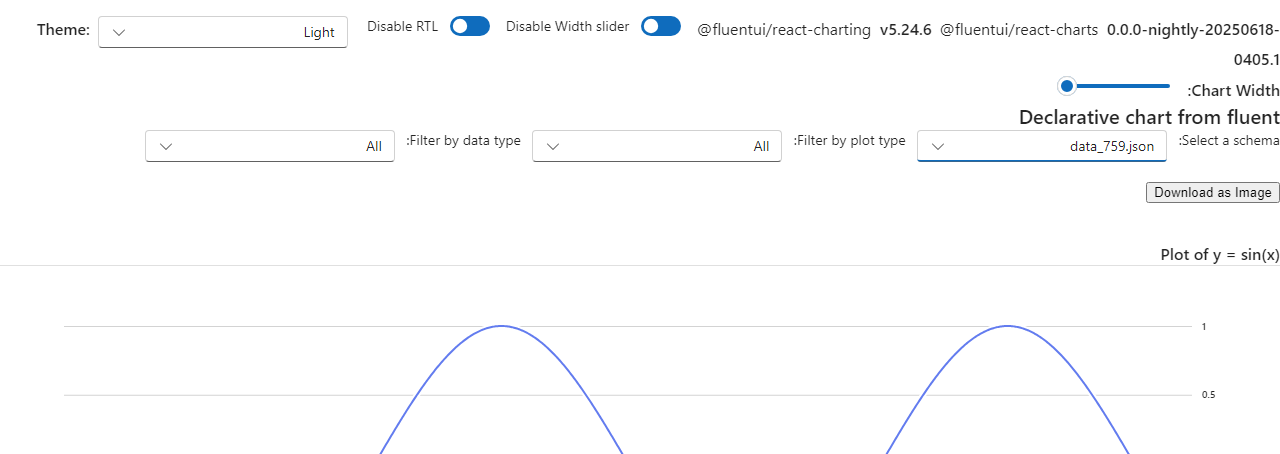 Theme: Light Disable RTL Disable Width slider @fluentui/react-charting v5.24.6 @fluentui/react-charts 0.0.0-nightly-20250618-
0405.1
:Chart Width
Declarative chart from fluent
:Select a schema data_759.json :Filter by plot type All :Filter by data type All
Download as Image
Plot of y = sin(x)
1
0.5